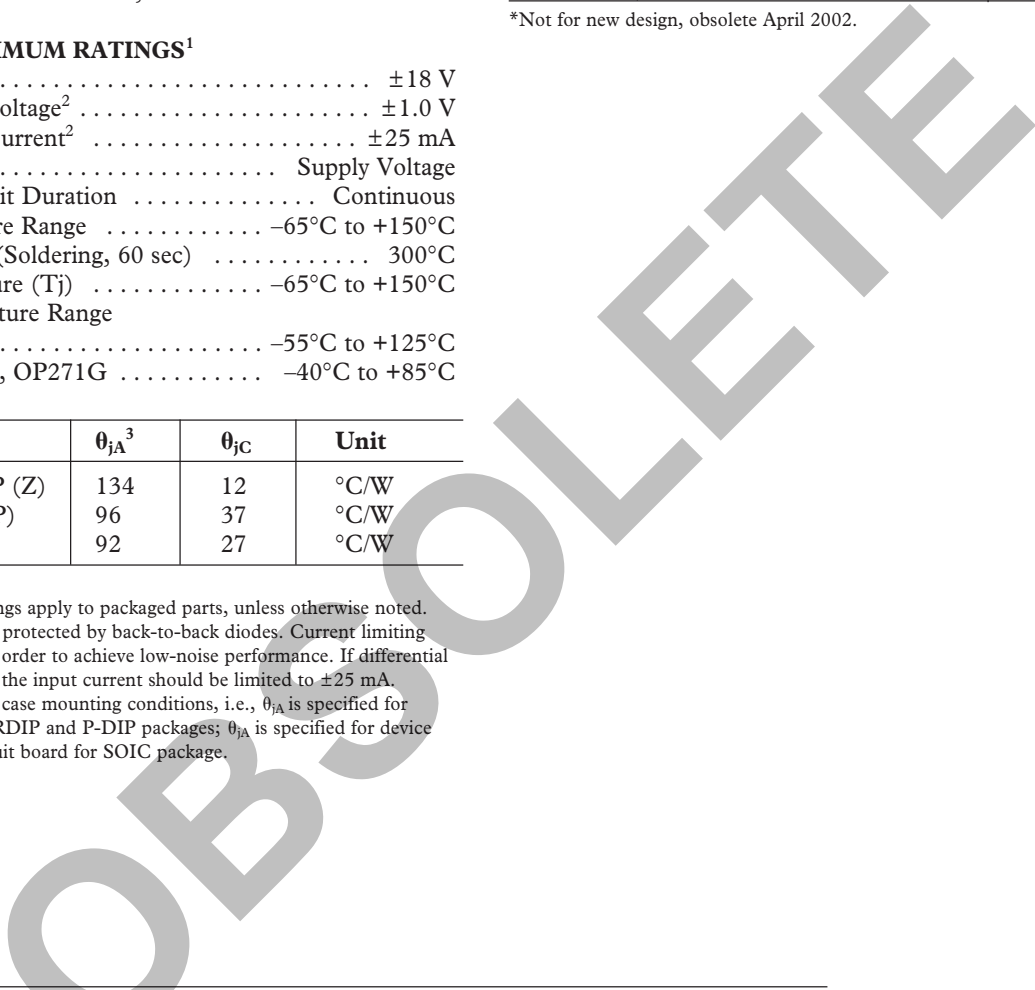 *Not for new design, obsolete April 2002.
MUM RATINGS1
. . . . . . . . . . . . . . . . . . . . . . . . . . . . . ±18 V
oltage2 . . . . . . . . . . . . . . . . . . . . . . . ±1.0 V
urrent2 . . . . . . . . . . . . . . . . . . . . . ±25 mA
. . . . . . . . . . . . . . . . . . . . . . Supply Voltage
it Duration . . . . . . . . . . . . . . . Continuous
re Range . . . . . . . . . . . . –65°C to +150°C
(Soldering, 60 sec) . . . . . . . . . . . . 300°C
ure (Tj) . . . . . . . . . . . . . –65°C to +150°C
ture Range
. . . . . . . . . . . . . . . . . . . . . –55°C to +125°C
, OP271G . . . . . . . . . . . –40°C to +85°C
θjA3 θjC Unit
P (Z) 134 12 °C/W
P) 96 37 °C/W
92 27 °C/W
ngs apply to packaged parts, unless otherwise noted.
protected by back-to-back diodes. Current limiting
order to achieve low-noise performance. If differential
the input current should be limited to ±25 mA.
case mounting conditions, i.e., θjA is specified for
RDIP and P-DIP packages; θjA is specified for device
uit board for SOIC package.
OBSOLETE